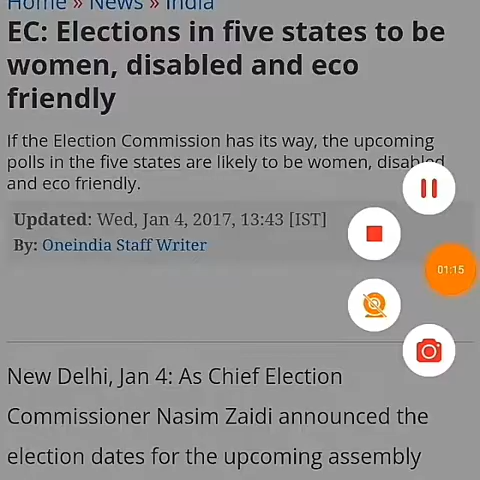 Home » News » India
EC: Elections in five states to be
women, disabled and eco
friendly
If the Election Commission has its way, the upcoming
polls in the five states are likely to be women, disabled
and eco friendly.
Updated: Wed, Jan 4, 2017, 13:43 [IST]
By: Oneindia Staff Writer
01:15
New Delhi, Jan 4: As Chief Election
Commissioner Nasim Zaidi announced the
election dates for the upcoming assembly